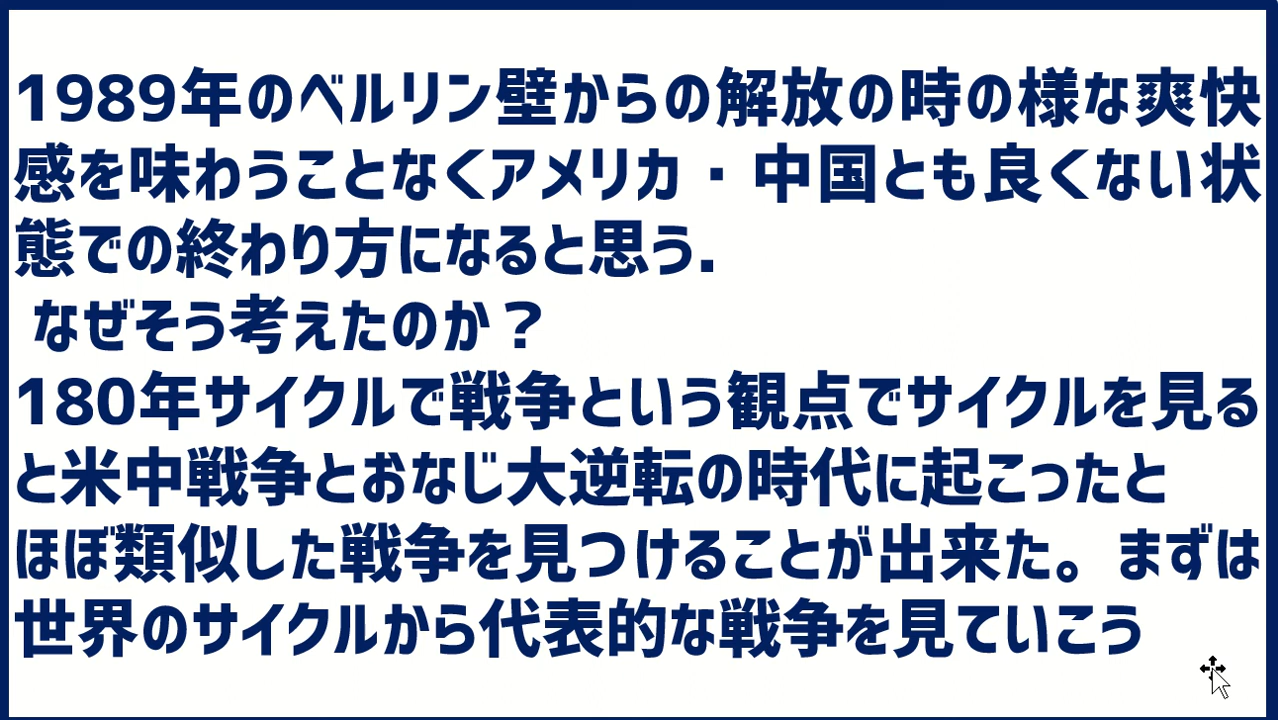 1989年のベルリン壁からの解放の時の様な爽快
感を味わうことなくアメリカ・中国とも良くない状
態での終わり方になると思う.
なぜそう考えたのか？
180年サイクルで戦争という観点でサイクルを見る
と米中戦争とおなじ大逆転の時代に起こったと
ほぼ類似した戦争を見つけることが出来た。まずは
世界のサイクルから代表的な戦争を見ていこう